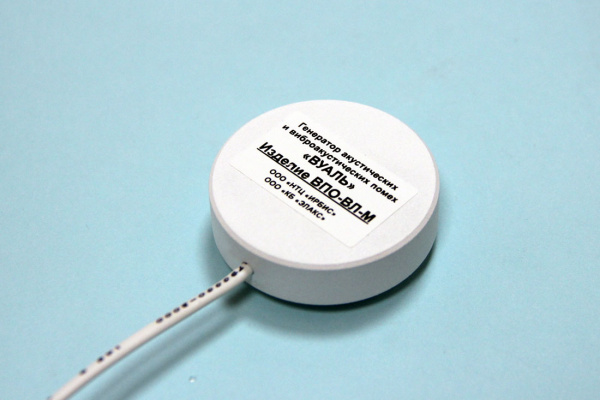 Генератор акустических
и виброакустических помех
«ВУАЛЬ»
Изделие ВПО-ВЛ-М
ООО «НТЦ «ИРБИС»
ООО «КБ «ЭЛАКС»